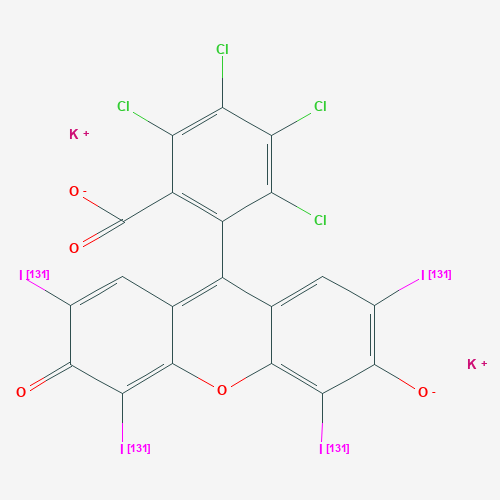 Cl
Cl
Cl
K +
O -
Cl
O
I [131]
I [131]
K +
O
O
O -
I [131]
I [131]